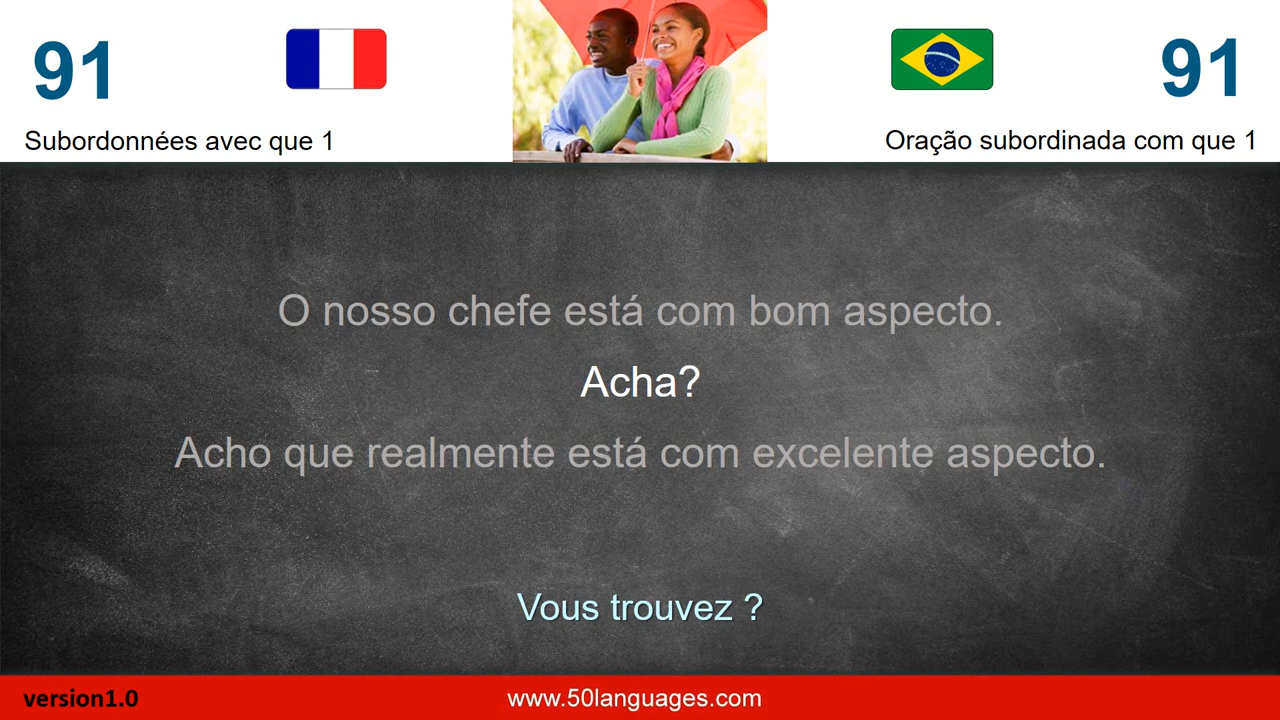 91
91
Subordonnées avec que 1
Oração subordinada com que 1
O nosso chefe está com bom aspecto.
Acha?
Acho que realmente está com excelente aspecto.
Vous trouvez ?
version1.0
www.50languages.com